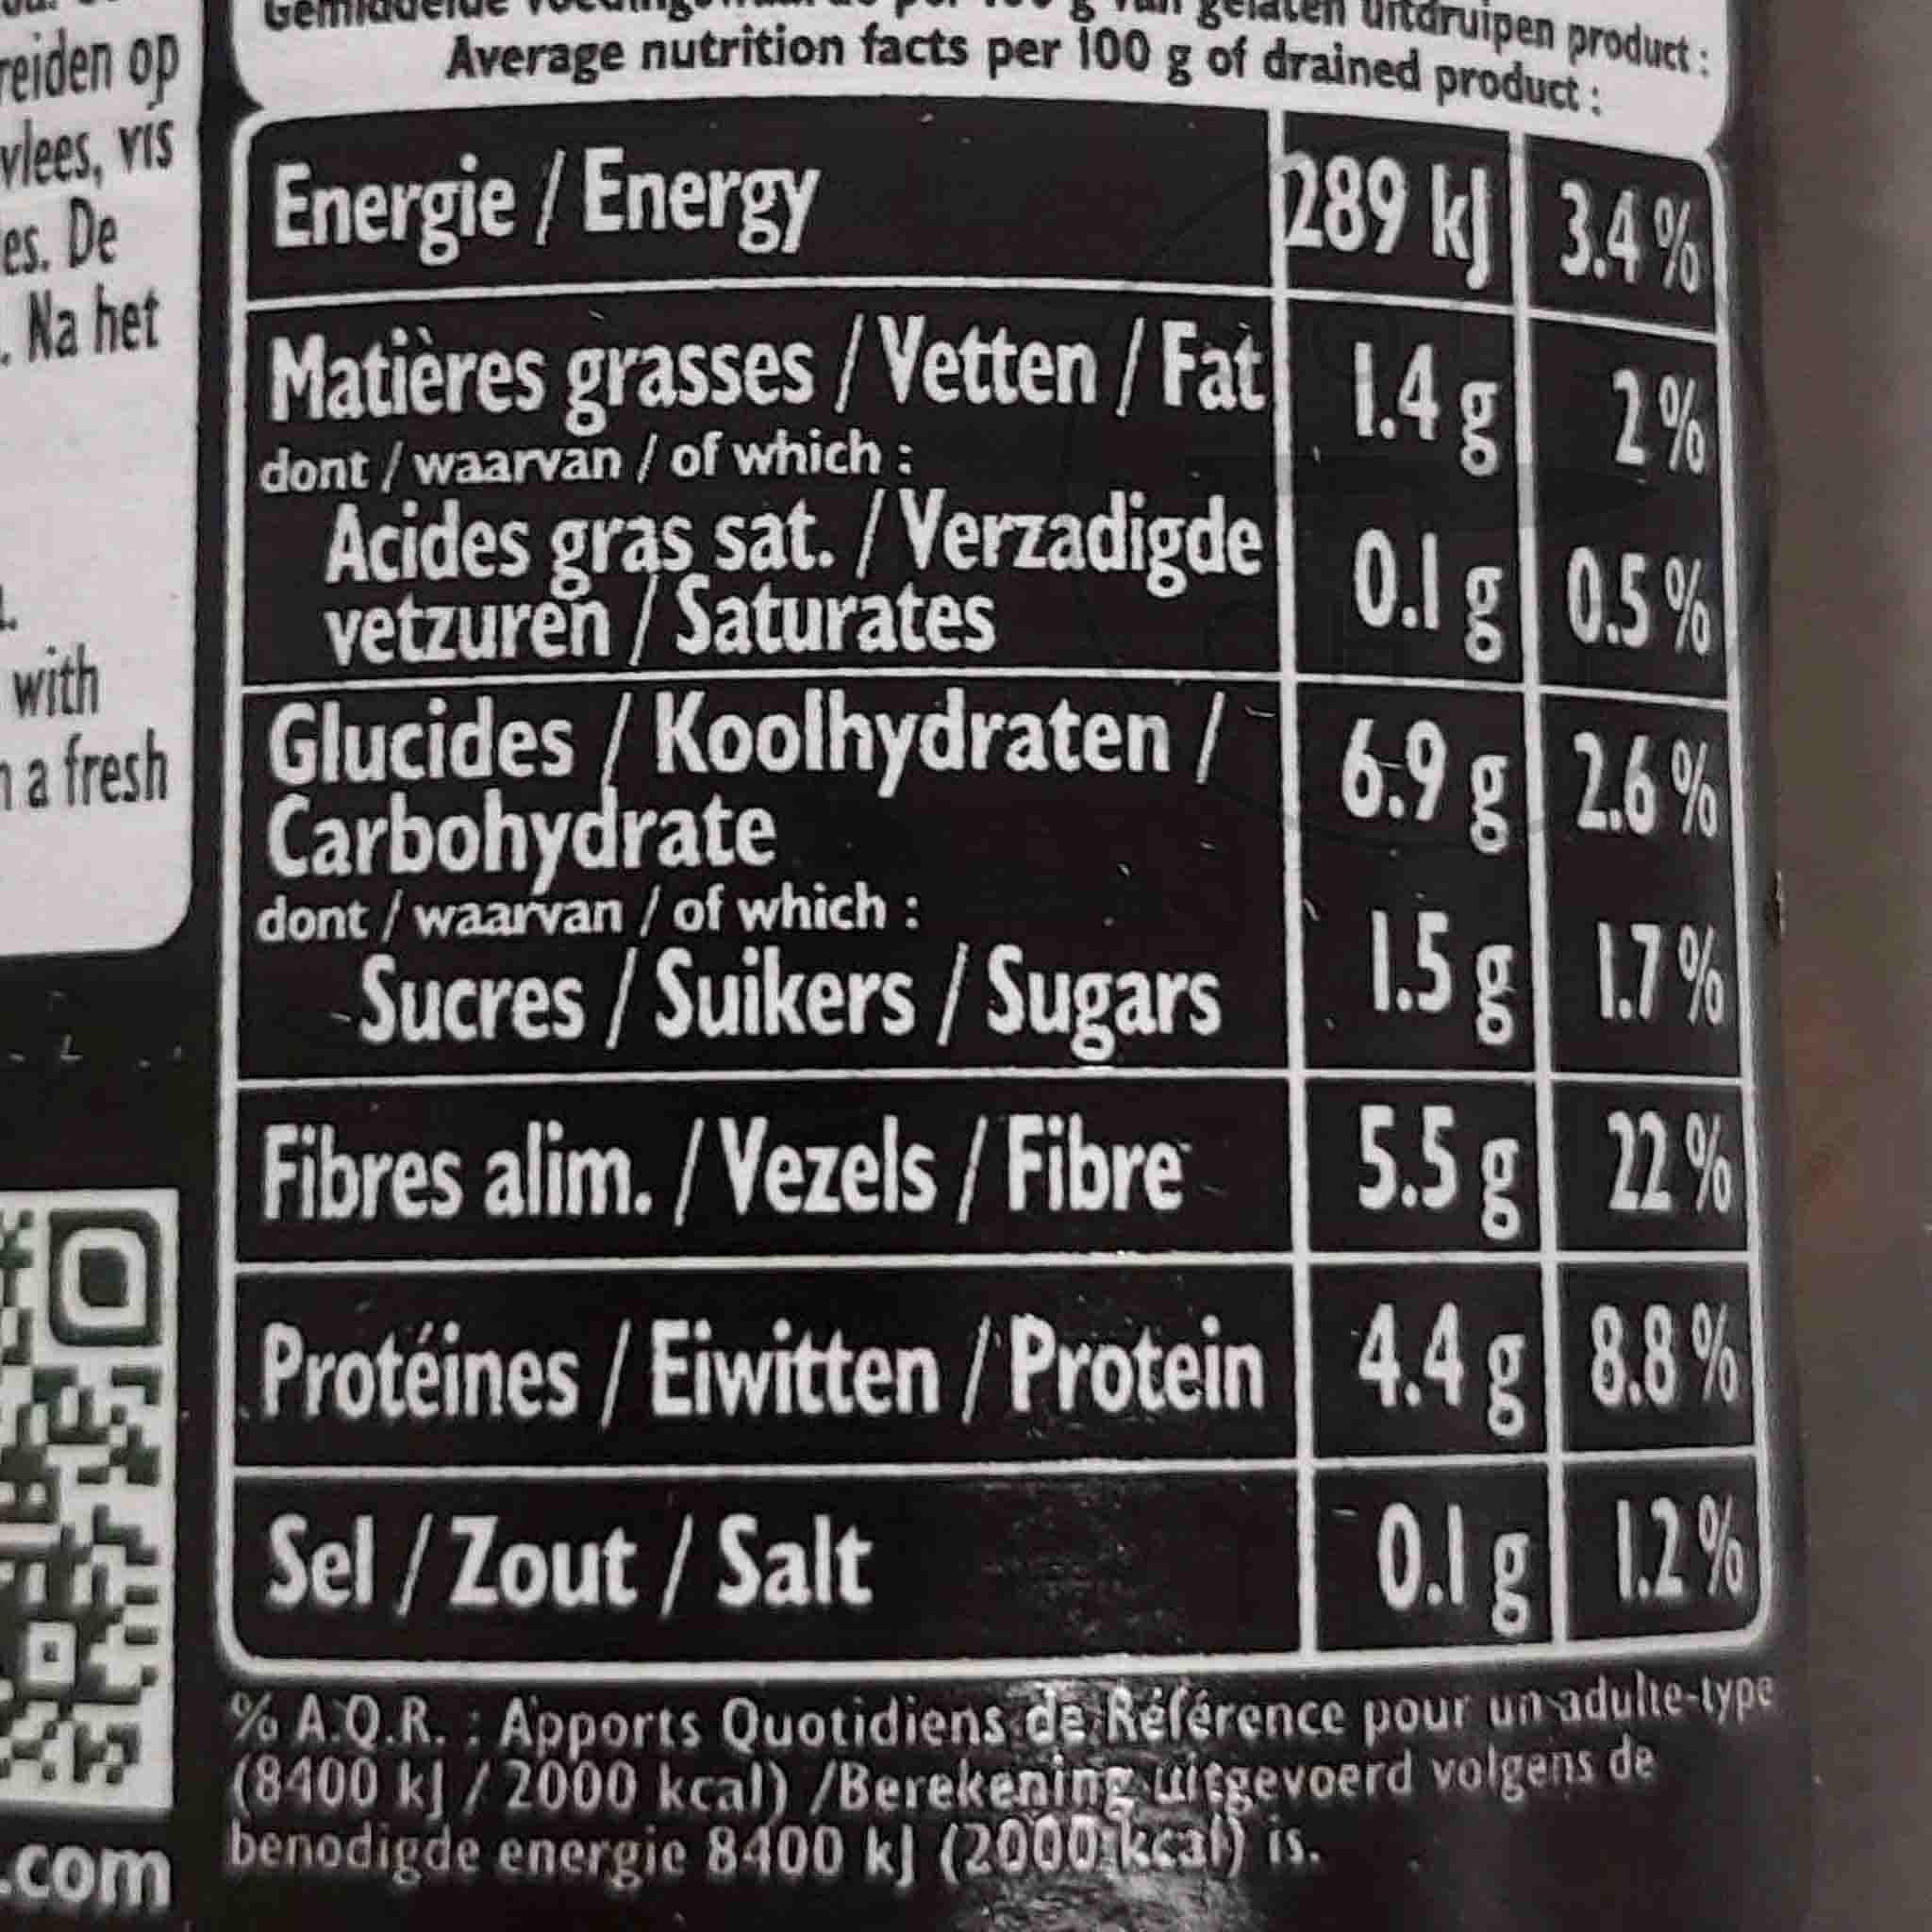 reiden op
vlees, vis
es. De
. Na het
with
a fresh
.com
van gelaten uitdruipen product :
Average nutrition facts per 100 g of drained product :
Energie / Energy 289 kJ 3.4 %
Matières grasses / Vetten / Fat 1.4 g 2 %
dont / waarvan / of which :
Acides gras sat. / Verzadigde
vetzuren / Saturates 0.1 g 0.5 %
Glucides / Koolhydraten /
Carbohydrate 6.9 g 2.6 %
dont / waarvan / of which :
Sucres / Suikers / Sugars 1.5 g 1.7 %
Fibres alim. / Vezels / Fibre 5.5 g 22 %
Protéines / Eiwitten / Protein 4.4 g 8.8 %
Sel / Zout / Salt 0.1 g 1.2 %
% A.Q.R. : Apports Quotidiens de Référence pour un adulte-type
(8400 kJ / 2000 kcal) /Berekening uitgevoerd volgens de
benodigde energie 8400 kJ (2000 kcal) is.